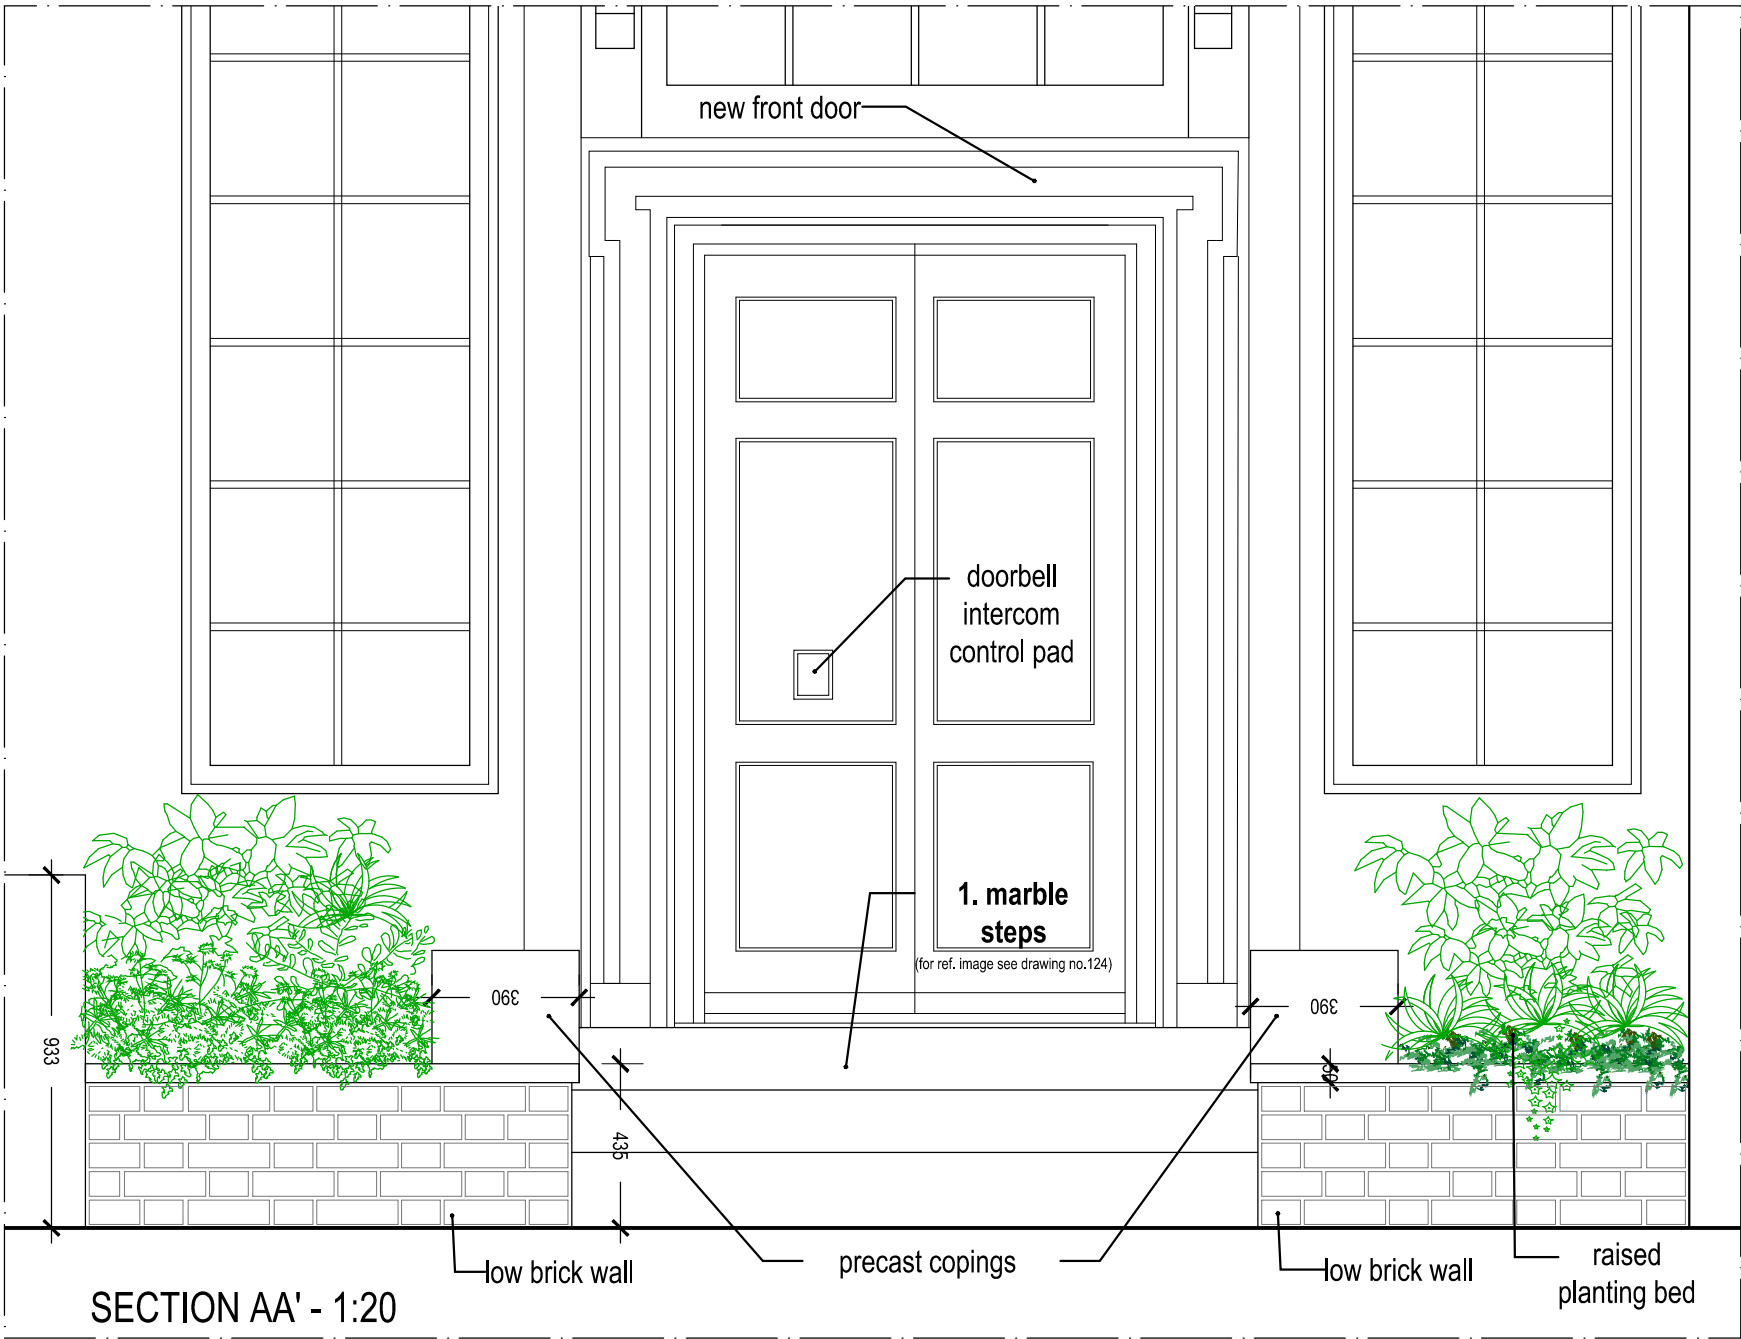 new front door
doorbell
intercom
control pad
1. marble
steps
(for ref. image see drawing no.124)
390
390
933
50
435
precast copings
low brick wall
low brick wall
raised
planting bed
SECTION AA' - 1:20